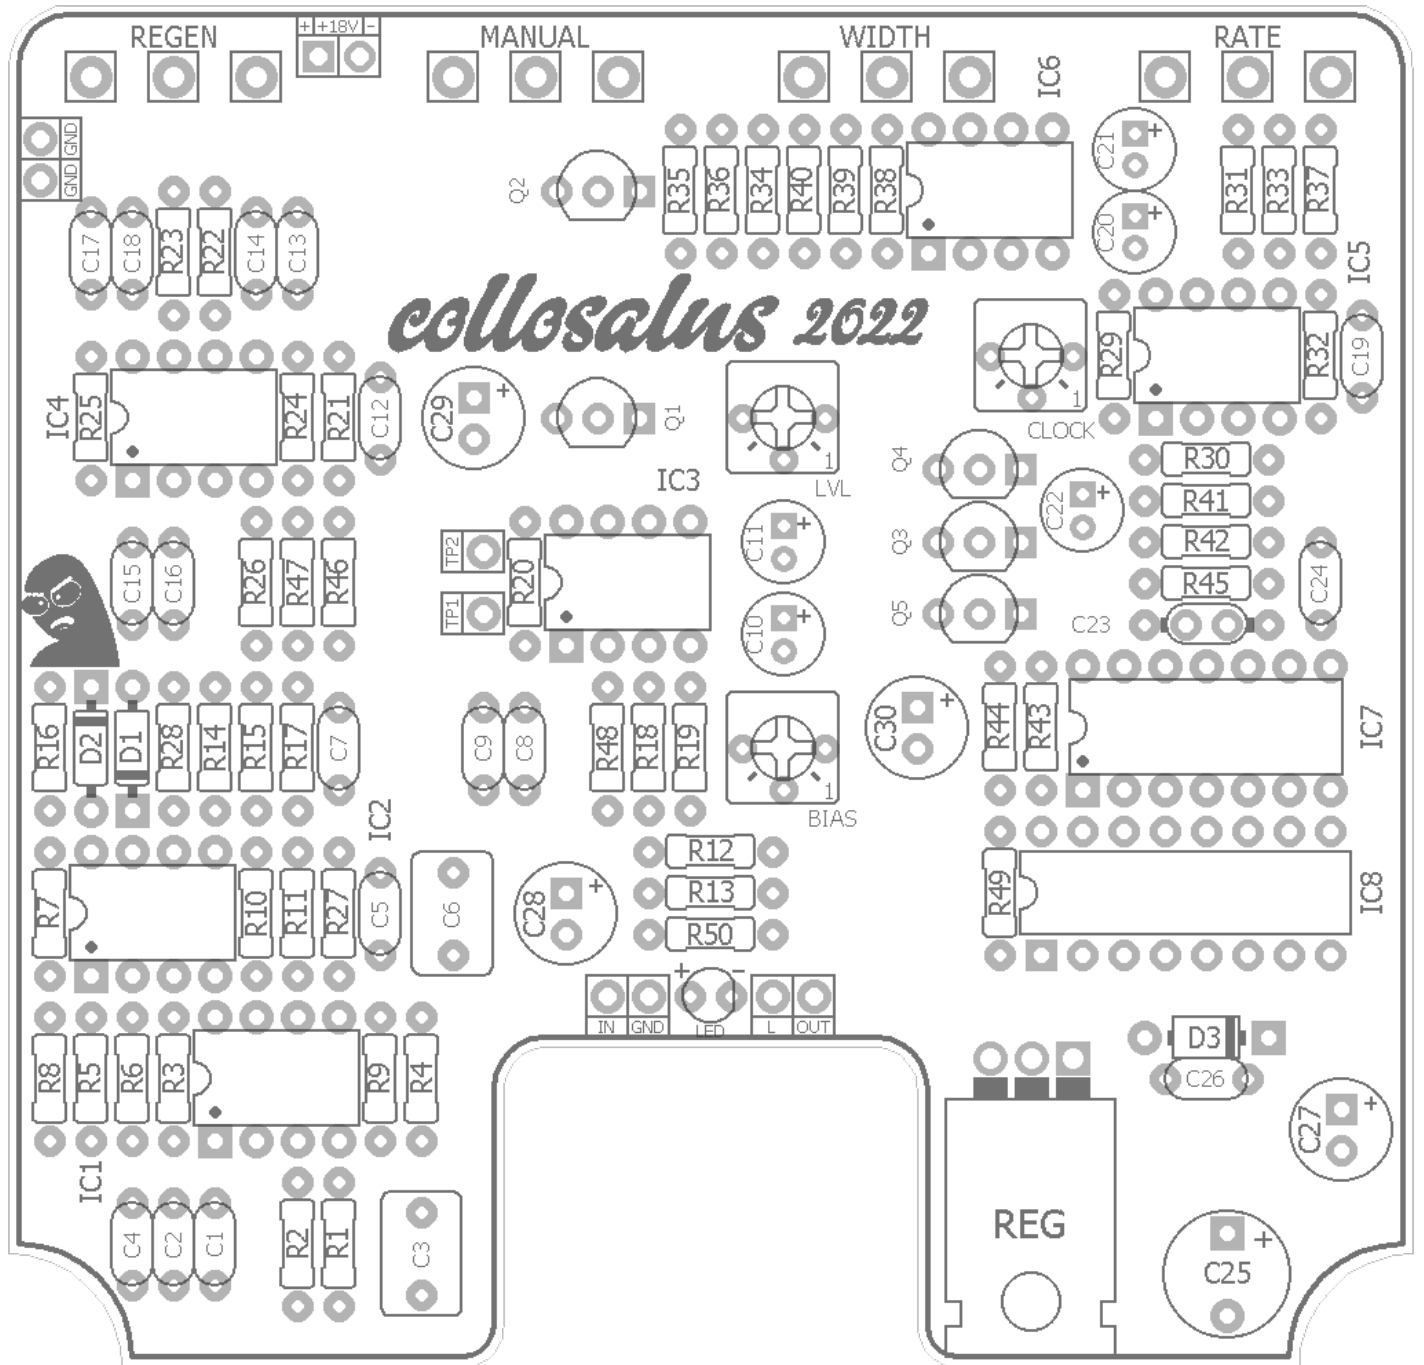 REGEN
+ +18V -
MANUAL
WIDTH
RATE
IC6
GND
GND
Q2
R35
R36
R34
R40
R39
R38
C21
+
C20
+
R31
R33
R37
C17
C18
R23
R22
C14
C13
collosalus 2022
IC5
R29
R32
C19
1
CLOCK
IC4
R25
R24
R21
C12
C29
+
Q1
1
LVL
IC3
Q4
R30
C22
+
R41
C11
+
Q3
R42
TP2
R20
R45
C24
C15
C16
R26
R47
R46
TP1
C10
+
Q5
C23
R16
D2
D1
R28
R14
R15
R17
C7
C9
C8
R48
R18
R19
1
BIAS
C30
+
R44
R43
IC7
IC2
R12
R7
R10
R11
R27
C5
C6
C28
+
R13
R50
R49
IC8
+ -
IN GND LED L OUT
R8
R5
R6
R3
R9
R4
D3
C26
C27
+
IC1
C4
C2
C1
R2
R1
C3
REG
+
C25